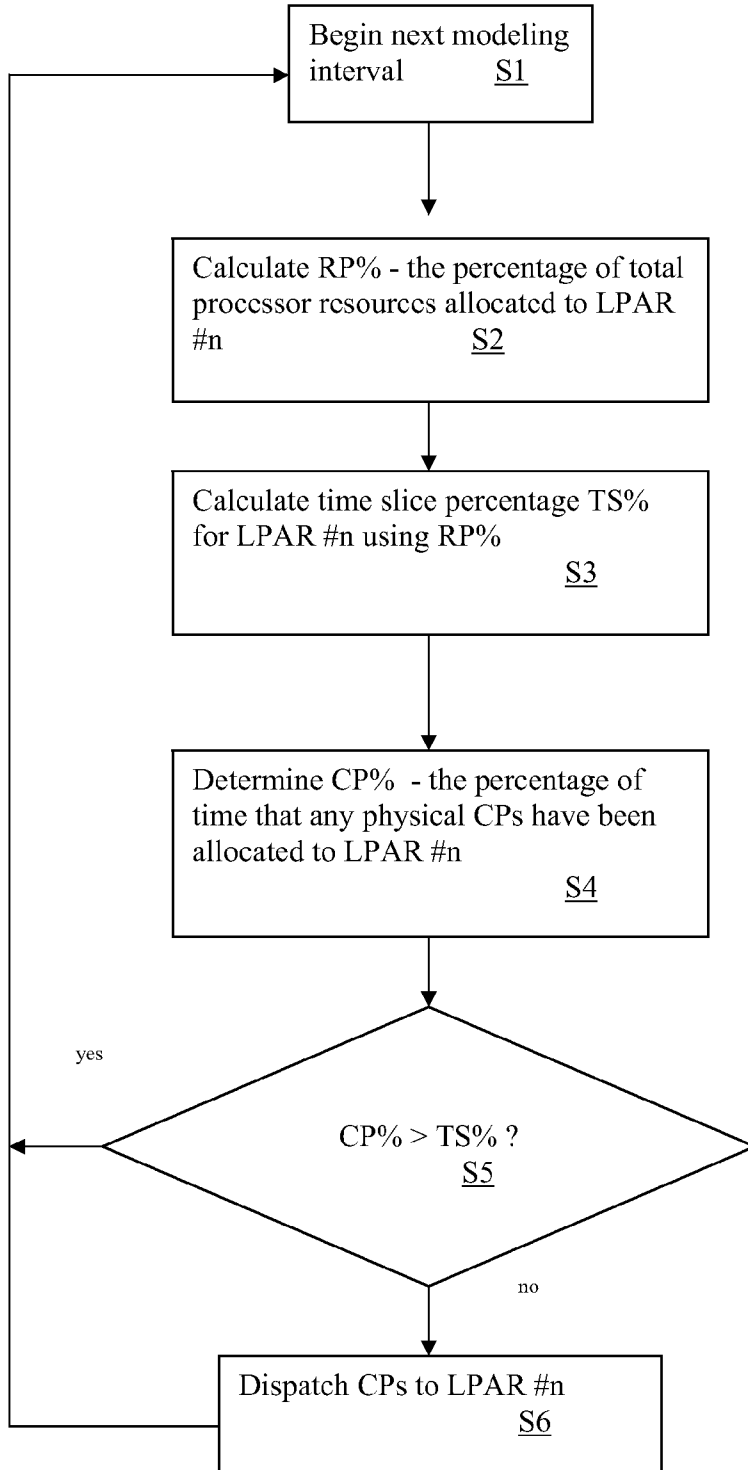 Begin next modeling
interval S1
Calculate RP% - the percentage of total
processor resources allocated to LPAR
#n S2
Calculate time slice percentage TS%
for LPAR #n using RP%
S3
Determine CP% - the percentage of
time that any physical CPs have been
allocated to LPAR #n
S4
yes
CP% > TS% ?
S5
no
Dispatch CPs to LPAR #n
S6